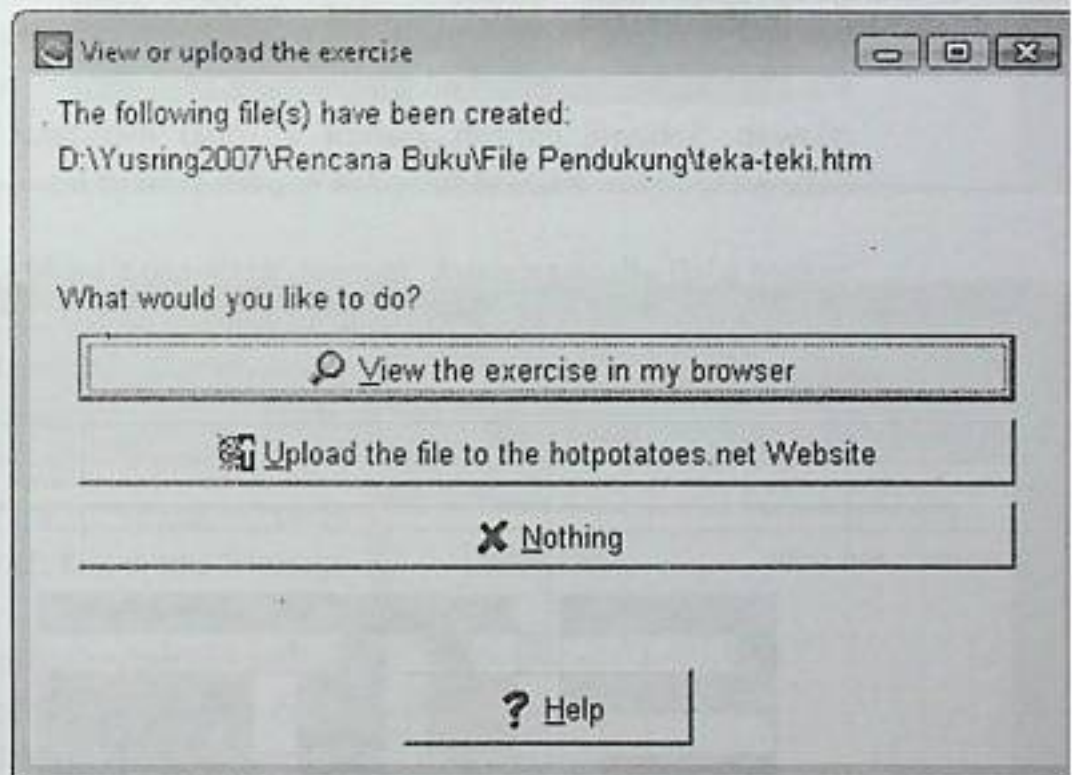 View or upload the exercise
The following file(s) have been created:
D:\Yusring2007\Rencana Buku\File Pendukung\teka-teki.htm
What would you like to do?
View the exercise in my browser
Upload the file to the hotpotatoes.net Website
Nothing
? Help